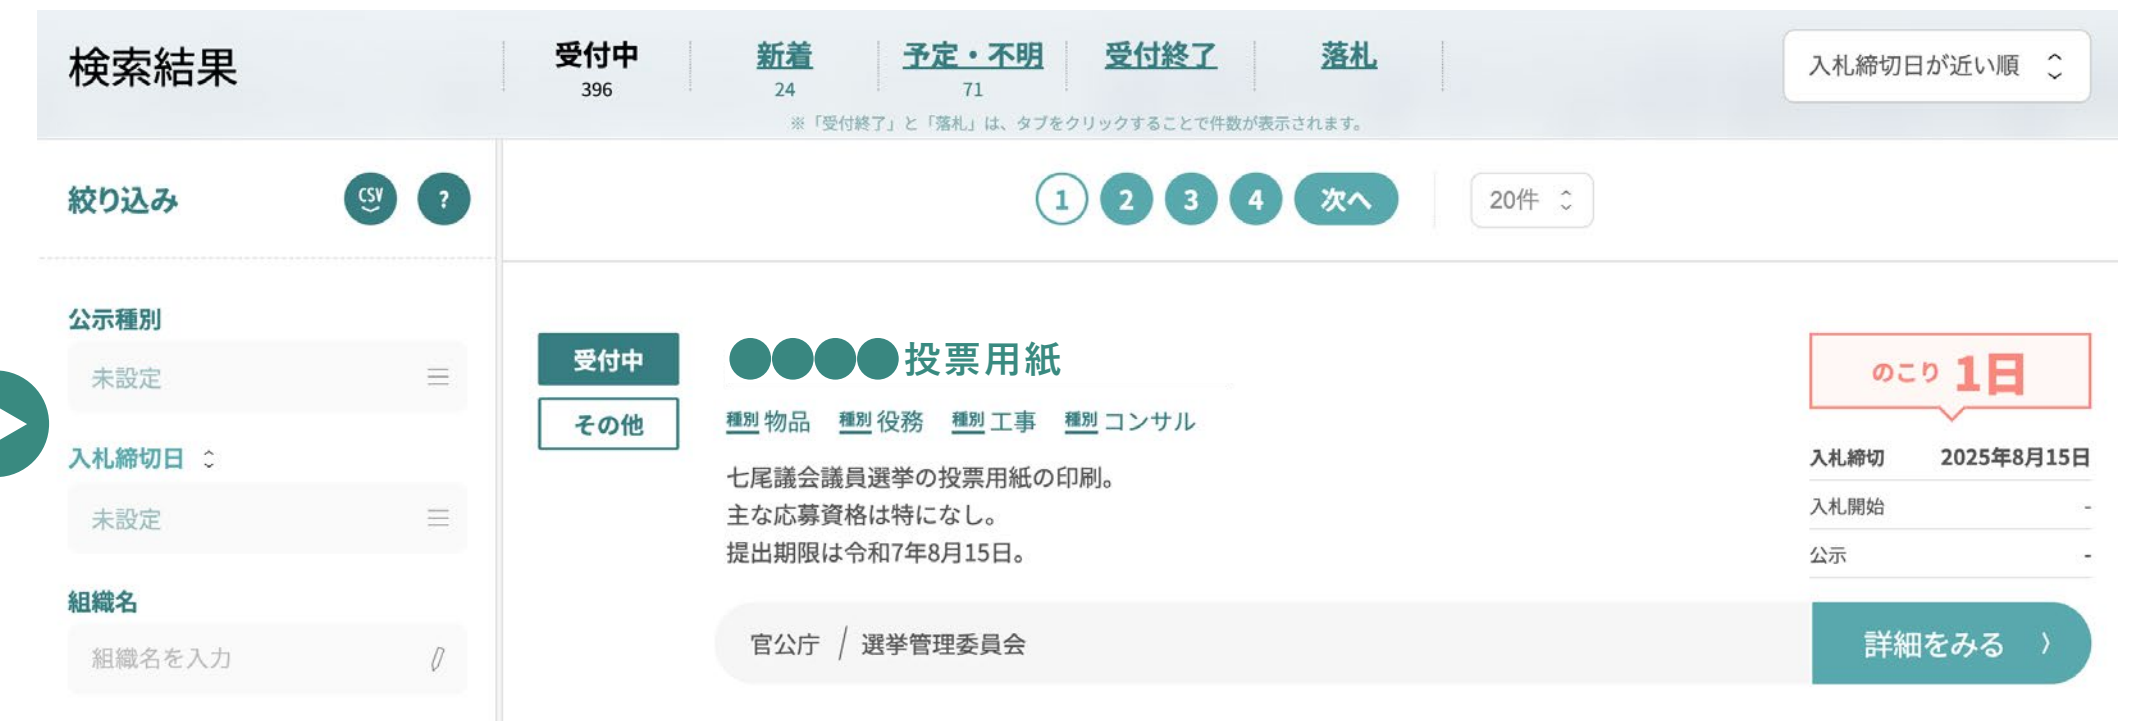 検索結果
受付中
396
新着
24
予定・不明
71
受付終了
落札
※「受付終了」と「落札」は、タブをクリックすることで件数が表示されます。
入札締切日が近い順
絞り込み
CSV
?
1 2 3 4 次へ
20件
公示種別
未設定
入札締切日
未設定
組織名
組織名を入力
受付中
その他
●●●●投票用紙
種別 物品 種別 役務 種別 工事 種別 コンサル
七尾議会議員選挙の投票用紙の印刷。
主な応募資格は特になし。
提出期限は令和7年8月15日。
官公庁 / 選挙管理委員会
のこり 1日
入札締切 2025年8月15日
入札開始 -
公示 -
詳細をみる 〉